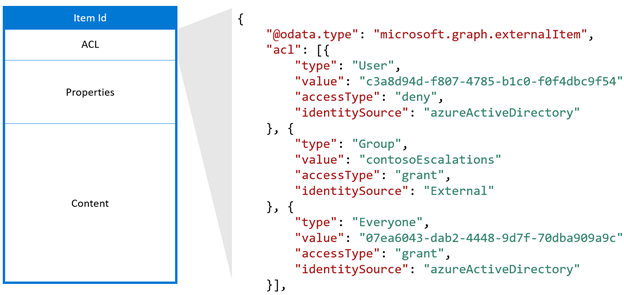 Item Id
ACL
Properties
Content
{
"@odata.type": "microsoft.graph.externalItem",
"acl": [{
"type": "User",
"value": "c3a8d94d-f807-4785-b1c0-f0f4dbc9f54"
"accessType": "deny",
"identitySource": "azureActiveDirectory"
}, {
"type": "Group",
"value": "contosoEscalations"
"accessType": "grant",
"identitySource": "External"
}, {
"type": "Everyone",
"value": "07ea6043-dab2-4448-9d7f-70dba909a9c"
"accessType": "grant",
"identitySource": "azureActiveDirectory"
}],